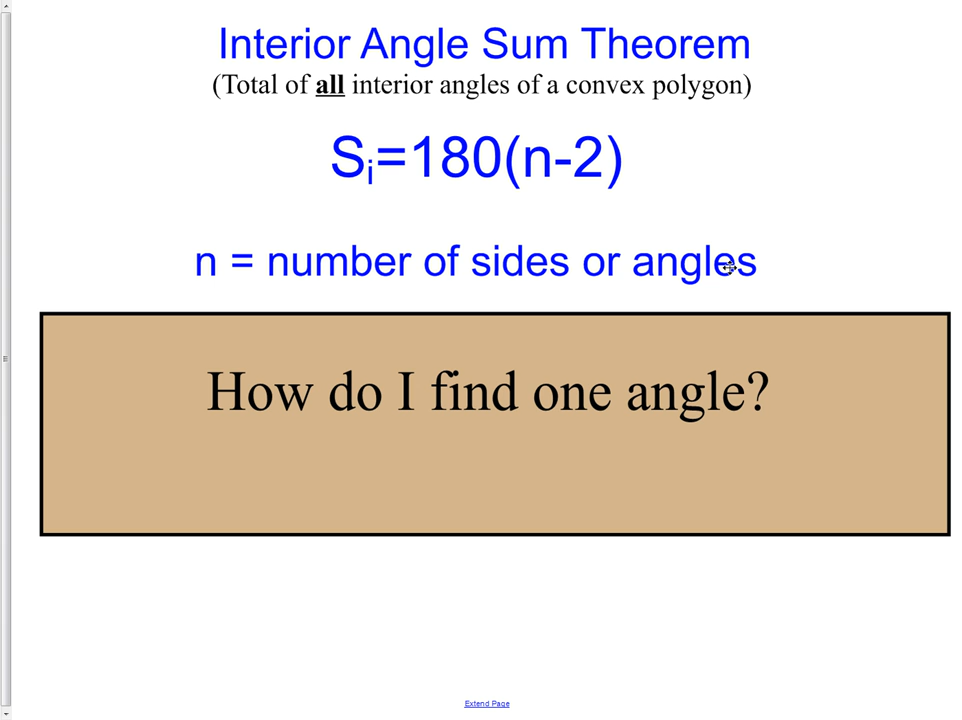 Interior Angle Sum Theorem
(Total of all interior angles of a convex polygon)
Sᵢ=180(n-2)
n = number of sides or angles
How do I find one angle?
Extend Page